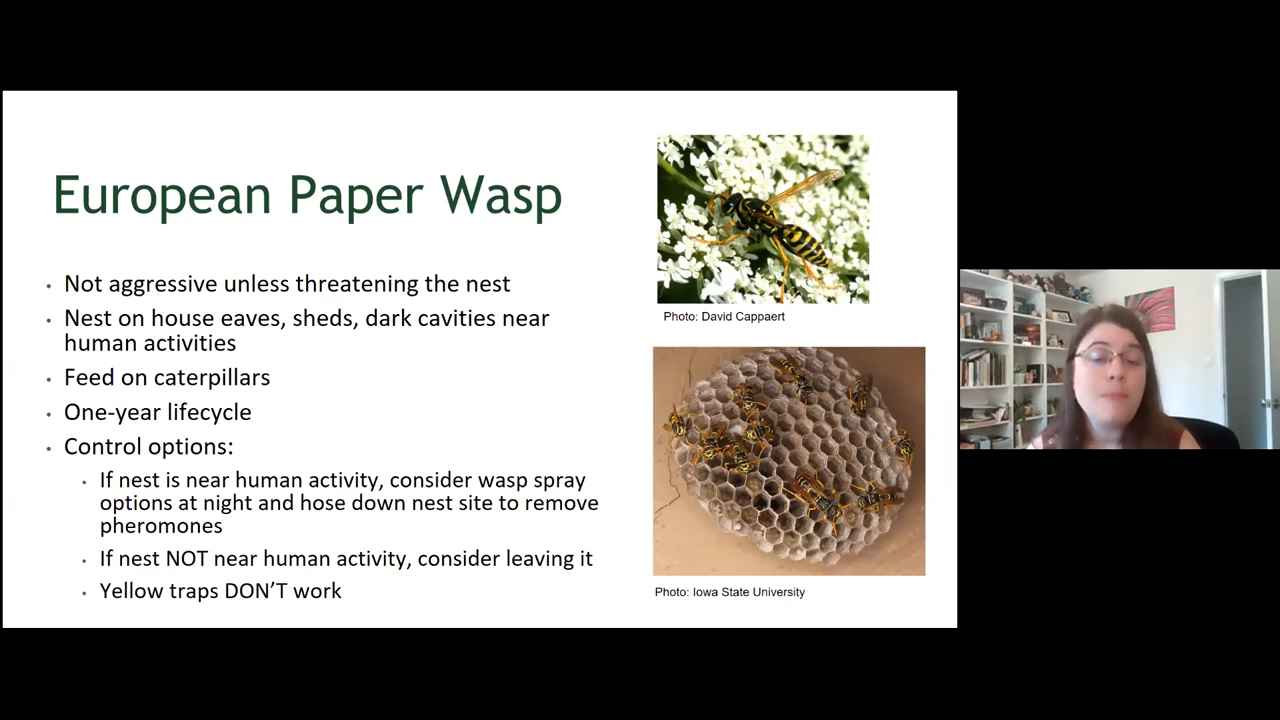 European Paper Wasp
• Not aggressive unless threatening the nest
• Nest on house eaves, sheds, dark cavities near
human activities
• Feed on caterpillars
• One-year lifecycle
• Control options:
• If nest is near human activity, consider wasp spray
options at night and hose down nest site to remove
pheromones
• If nest NOT near human activity, consider leaving it
• Yellow traps DON'T work
Photo: David Cappaert
Photo: Iowa State University